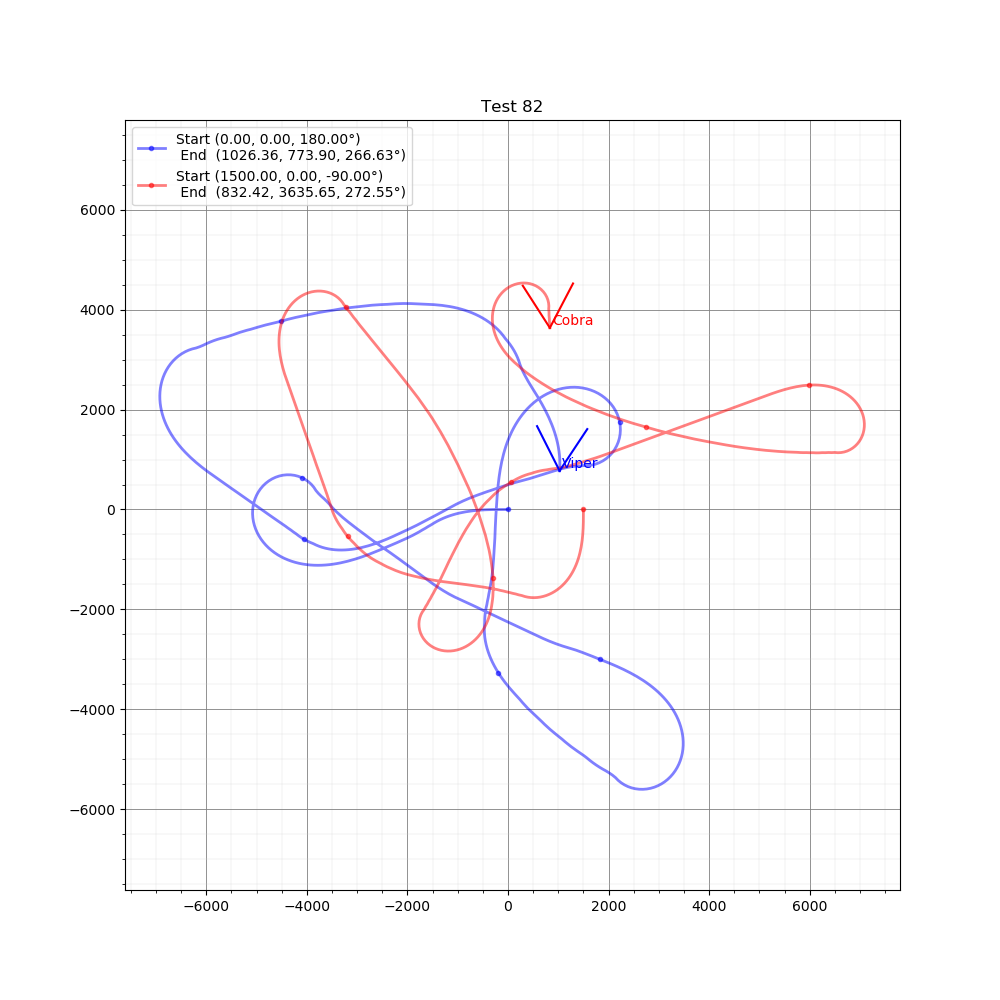 Test 82
Start (0.00, 0.00, 180.00°)
End (1026.36, 773.90, 266.63°)
Start (1500.00, 0.00, -90.00°)
End (832.42, 3635.65, 272.55°)
6000
4000
2000
0
−2000
−4000
−6000
Cobra
Viper
−6000 −4000 −2000 0 2000 4000 6000